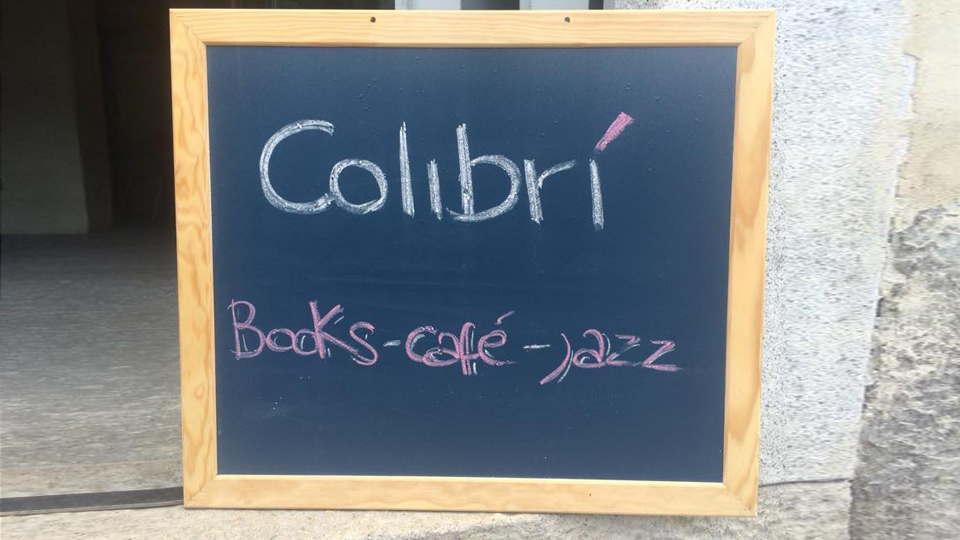 Colibrí
Books - café - jazz